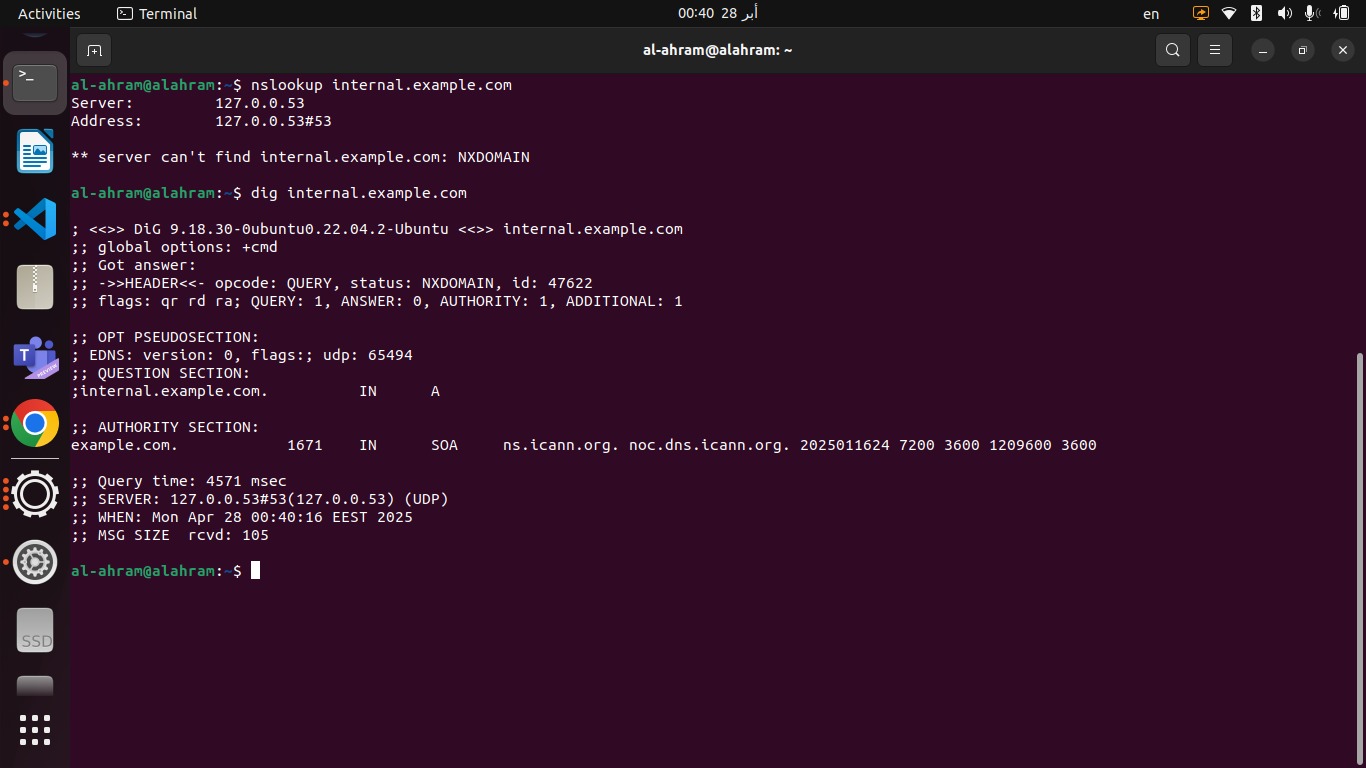 Activities
Terminal
00:40 28 أبر
en
al-ahram@alahram: ~
al-ahram@alahram:~$ nslookup internal.example.com
Server: 127.0.0.53
Address: 127.0.0.53#53
** server can't find internal.example.com: NXDOMAIN
al-ahram@alahram:~$ dig internal.example.com
; <<>> DiG 9.18.30-0ubuntu0.22.04.2-Ubuntu <<>> internal.example.com
;; global options: +cmd
;; Got answer:
;; ->>HEADER<<- opcode: QUERY, status: NXDOMAIN, id: 47622
;; flags: qr rd ra; QUERY: 1, ANSWER: 0, AUTHORITY: 1, ADDITIONAL: 1
;; OPT PSEUDOSECTION:
; EDNS: version: 0, flags:; udp: 65494
;; QUESTION SECTION:
;internal.example.com. IN A
;; AUTHORITY SECTION:
example.com. 1671 IN SOA ns.icann.org. noc.dns.icann.org. 2025011624 7200 3600 1209600 3600
;; Query time: 4571 msec
;; SERVER: 127.0.0.53#53(127.0.0.53) (UDP)
;; WHEN: Mon Apr 28 00:40:16 EEST 2025
;; MSG SIZE rcvd: 105
al-ahram@alahram:~$
>_
T
PREVIEW
SSD